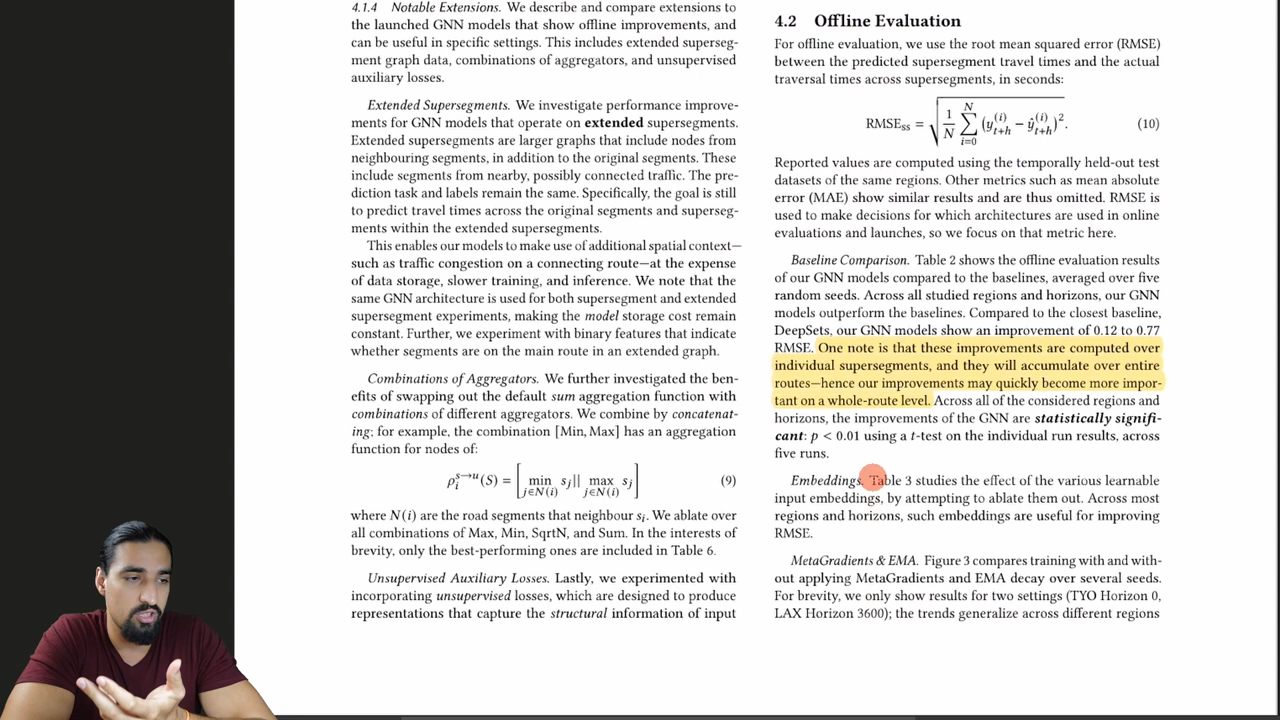 4.1.4 Notable Extensions. We describe and compare extensions to
the launched GNN models that show offline improvements, and
can be useful in specific settings. This includes extended superseg-
ment graph data, combinations of aggregators, and unsupervised
auxiliary losses.
Extended Supersegments. We investigate performance improve-
ments for GNN models that operate on extended supersegments.
Extended supersegments are larger graphs that include nodes from
neighbouring segments, in addition to the original segments. These
include segments from nearby, possibly connected traffic. The pre-
diction task and labels remain the same. Specifically, the goal is still
to predict travel times across the original segments and superseg-
ments within the extended supersegments.
This enables our models to make use of additional spatial context—
such as traffic congestion on a connecting route—at the expense
of data storage, slower training, and inference. We note that the
same GNN architecture is used for both supersegment and extended
supersegment experiments, making the model storage cost remain
constant. Further, we experiment with binary features that indicate
whether segments are on the main route in an extended graph.
Combinations of Aggregators. We further investigated the ben-
efits of swapping out the default sum aggregation function with
combinations of different aggregators. We combine by concatenat-
ing; for example, the combination [Min, Max] has an aggregation
function for nodes of:
ρ_i^{s→u}(S) = [ min_{j∈N(i)} s_j || max_{j∈N(i)} s_j ] (9)
where N(i) are the road segments that neighbour s_i. We ablate over
all combinations of Max, Min, SqrtN, and Sum. In the interests of
brevity, only the best-performing ones are included in Table 6.
Unsupervised Auxiliary Losses. Lastly, we experimented with
incorporating unsupervised losses, which are designed to produce
representations that capture the structural information of input
4.2 Offline Evaluation
For offline evaluation, we use the root mean squared error (RMSE)
between the predicted supersegment travel times and the actual
traversal times across supersegments, in seconds:
RMSE_ss = √( 1/N ∑_{i=0}^{N} (y_{t+h}^{(i)} − ŷ_{t+h}^{(i)})² ). (10)
Reported values are computed using the temporally held-out test
datasets of the same regions. Other metrics such as mean absolute
error (MAE) show similar results and are thus omitted. RMSE is
used to make decisions for which architectures are used in online
evaluations and launches, so we focus on that metric here.
Baseline Comparison. Table 2 shows the offline evaluation results
of our GNN models compared to the baselines, averaged over five
random seeds. Across all studied regions and horizons, our GNN
models outperform the baselines. Compared to the closest baseline,
DeepSets, our GNN models show an improvement of 0.12 to 0.77
RMSE. One note is that these improvements are computed over
individual supersegments, and they will accumulate over entire
routes—hence our improvements may quickly become more impor-
tant on a whole-route level. Across all of the considered regions and
horizons, the improvements of the GNN are statistically signifi-
cant: p < 0.01 using a t-test on the individual run results, across
five runs.
Embeddings. Table 3 studies the effect of the various learnable
input embeddings, by attempting to ablate them out. Across most
regions and horizons, such embeddings are useful for improving
RMSE.
MetaGradients & EMA. Figure 3 compares training with and with-
out applying MetaGradients and EMA decay over several seeds.
For brevity, we only show results for two settings (TYO Horizon 0,
LAX Horizon 3600); the trends generalize across different regions